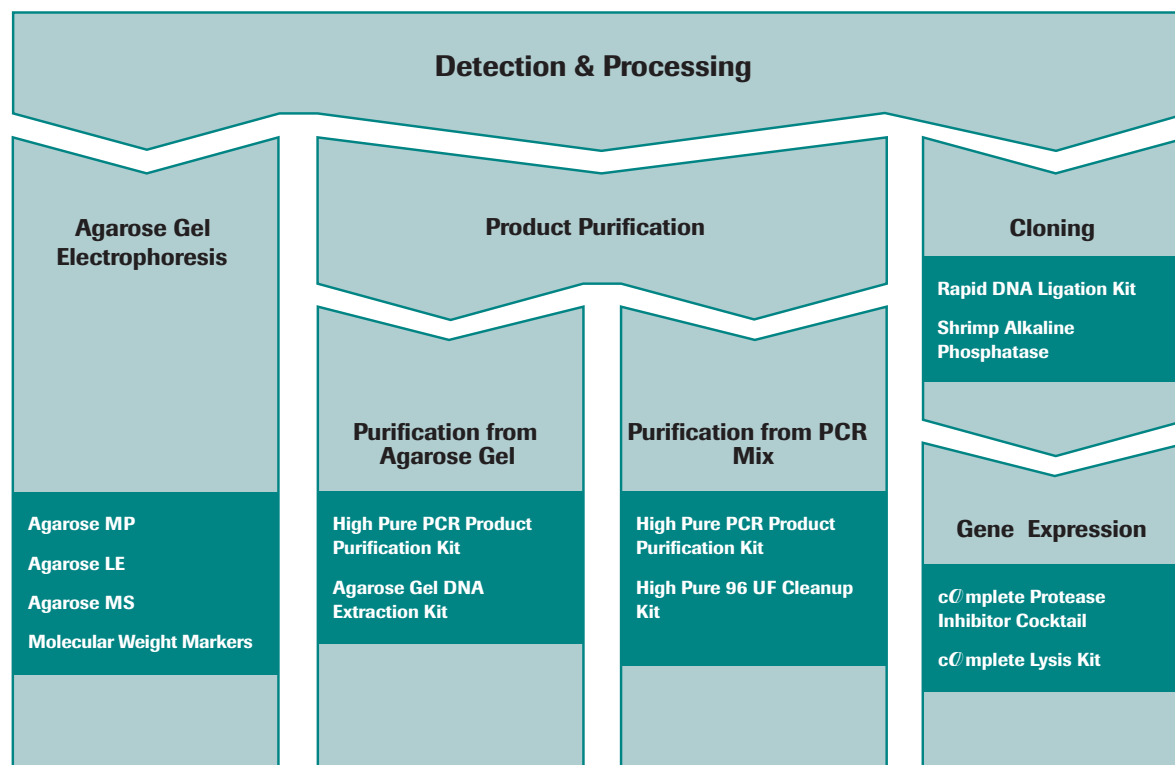 Detection & Processing
Agarose Gel
Electrophoresis
Agarose MP
Agarose LE
Agarose MS
Molecular Weight Markers
Product Purification
Purification from
Agarose Gel
High Pure PCR Product
Purification Kit
Agarose Gel DNA
Extraction Kit
Purification from PCR
Mix
High Pure PCR Product
Purification Kit
High Pure 96 UF Cleanup
Kit
Cloning
Rapid DNA Ligation Kit
Shrimp Alkaline
Phosphatase
Gene Expression
cOmplete Protease
Inhibitor Cocktail
cOmplete Lysis Kit